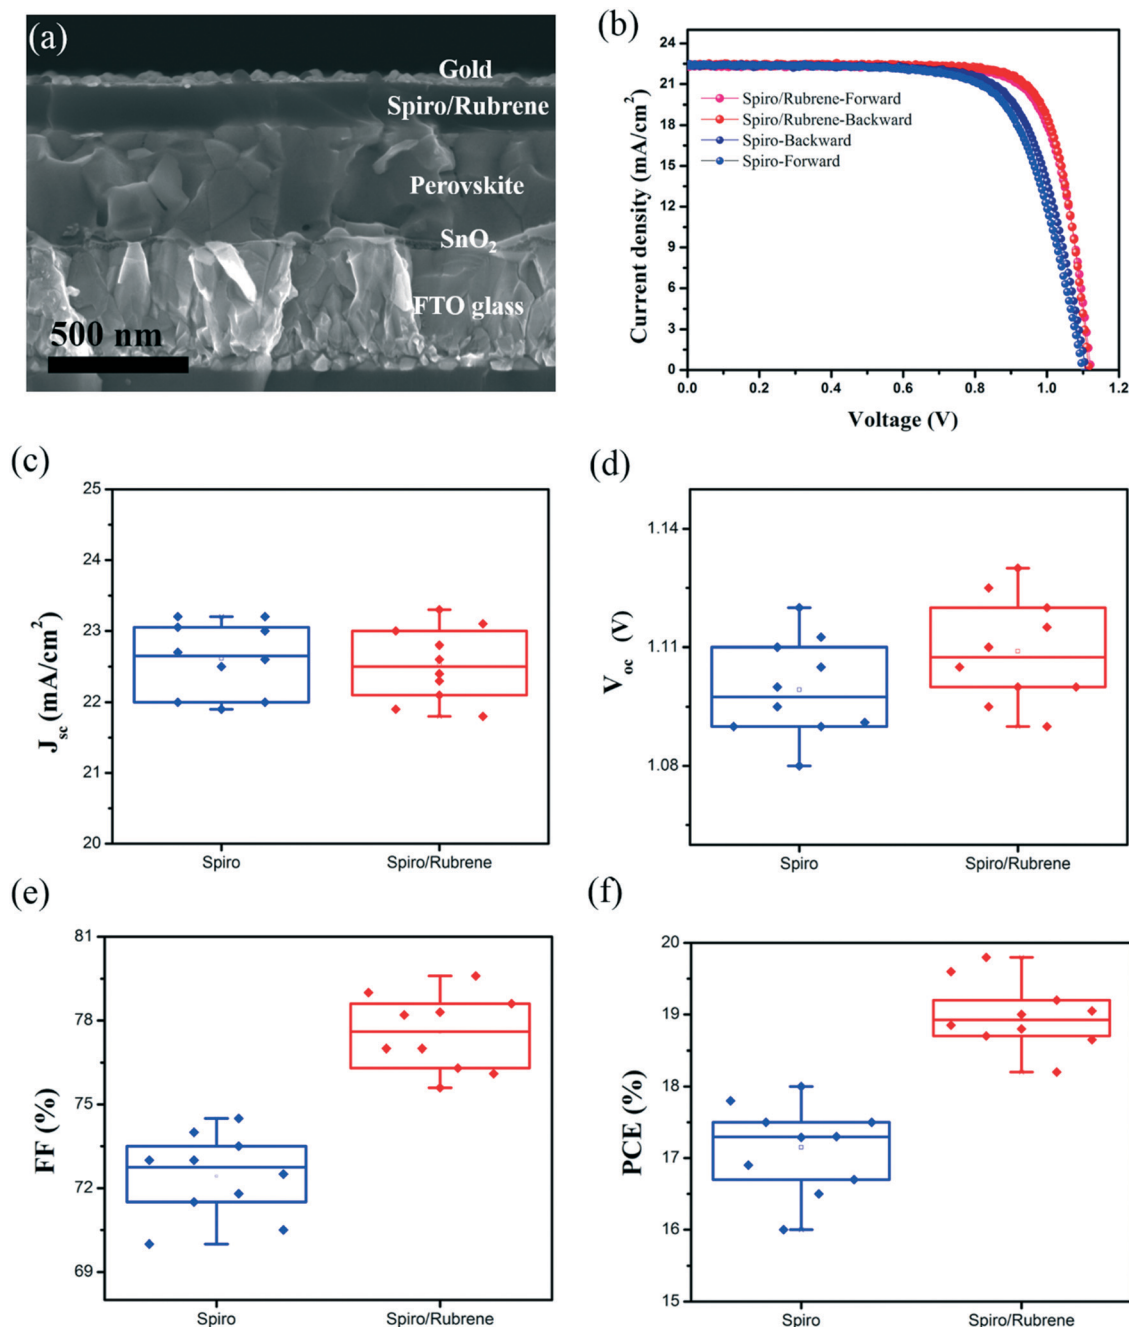 (a)
Gold
Spiro/Rubrene
Perovskite
SnO₂
FTO glass
500 nm
(b)
24
21
18
15
12
9
6
3
0
Current density (mA/cm²)
Spiro/Rubrene-Forward
Spiro/Rubrene-Backward
Spiro-Backward
Spiro-Forward
0.0 0.2 0.4 0.6 0.8 1.0 1.2
Voltage (V)
(c)
25
24
23
22
21
20
J_sc (mA/cm²)
Spiro Spiro/Rubrene
(d)
1.14
1.11
1.08
V_oc (V)
Spiro Spiro/Rubrene
(e)
81
78
75
72
69
FF (%)
Spiro Spiro/Rubrene
(f)
20
19
18
17
16
15
PCE (%)
Spiro Spiro/Rubrene